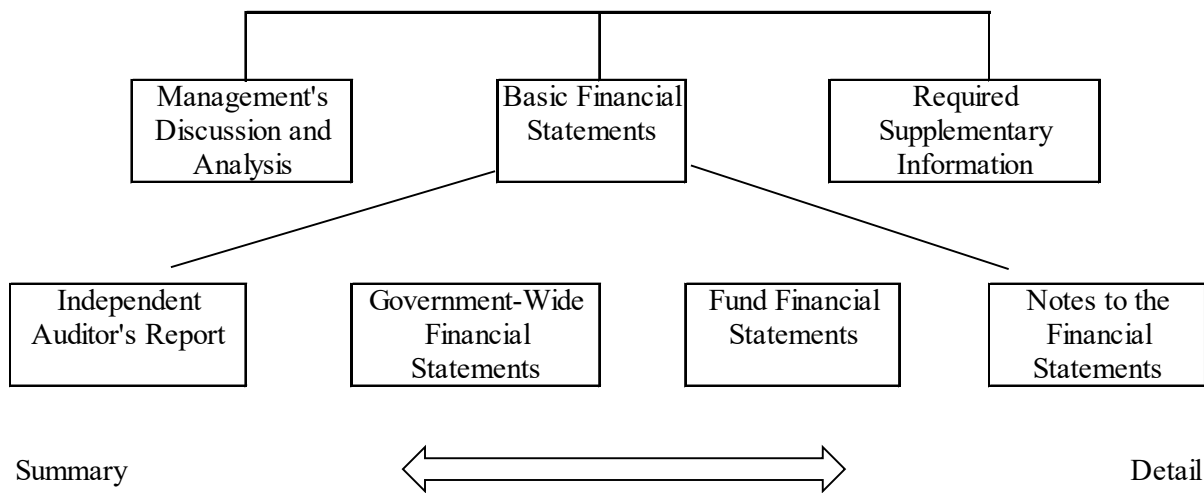 Management's
Discussion and
Analysis
Basic Financial
Statements
Required
Supplementary
Information
Independent
Auditor's Report
Government-Wide
Financial
Statements
Fund Financial
Statements
Notes to the
Financial
Statements
Summary
Detail